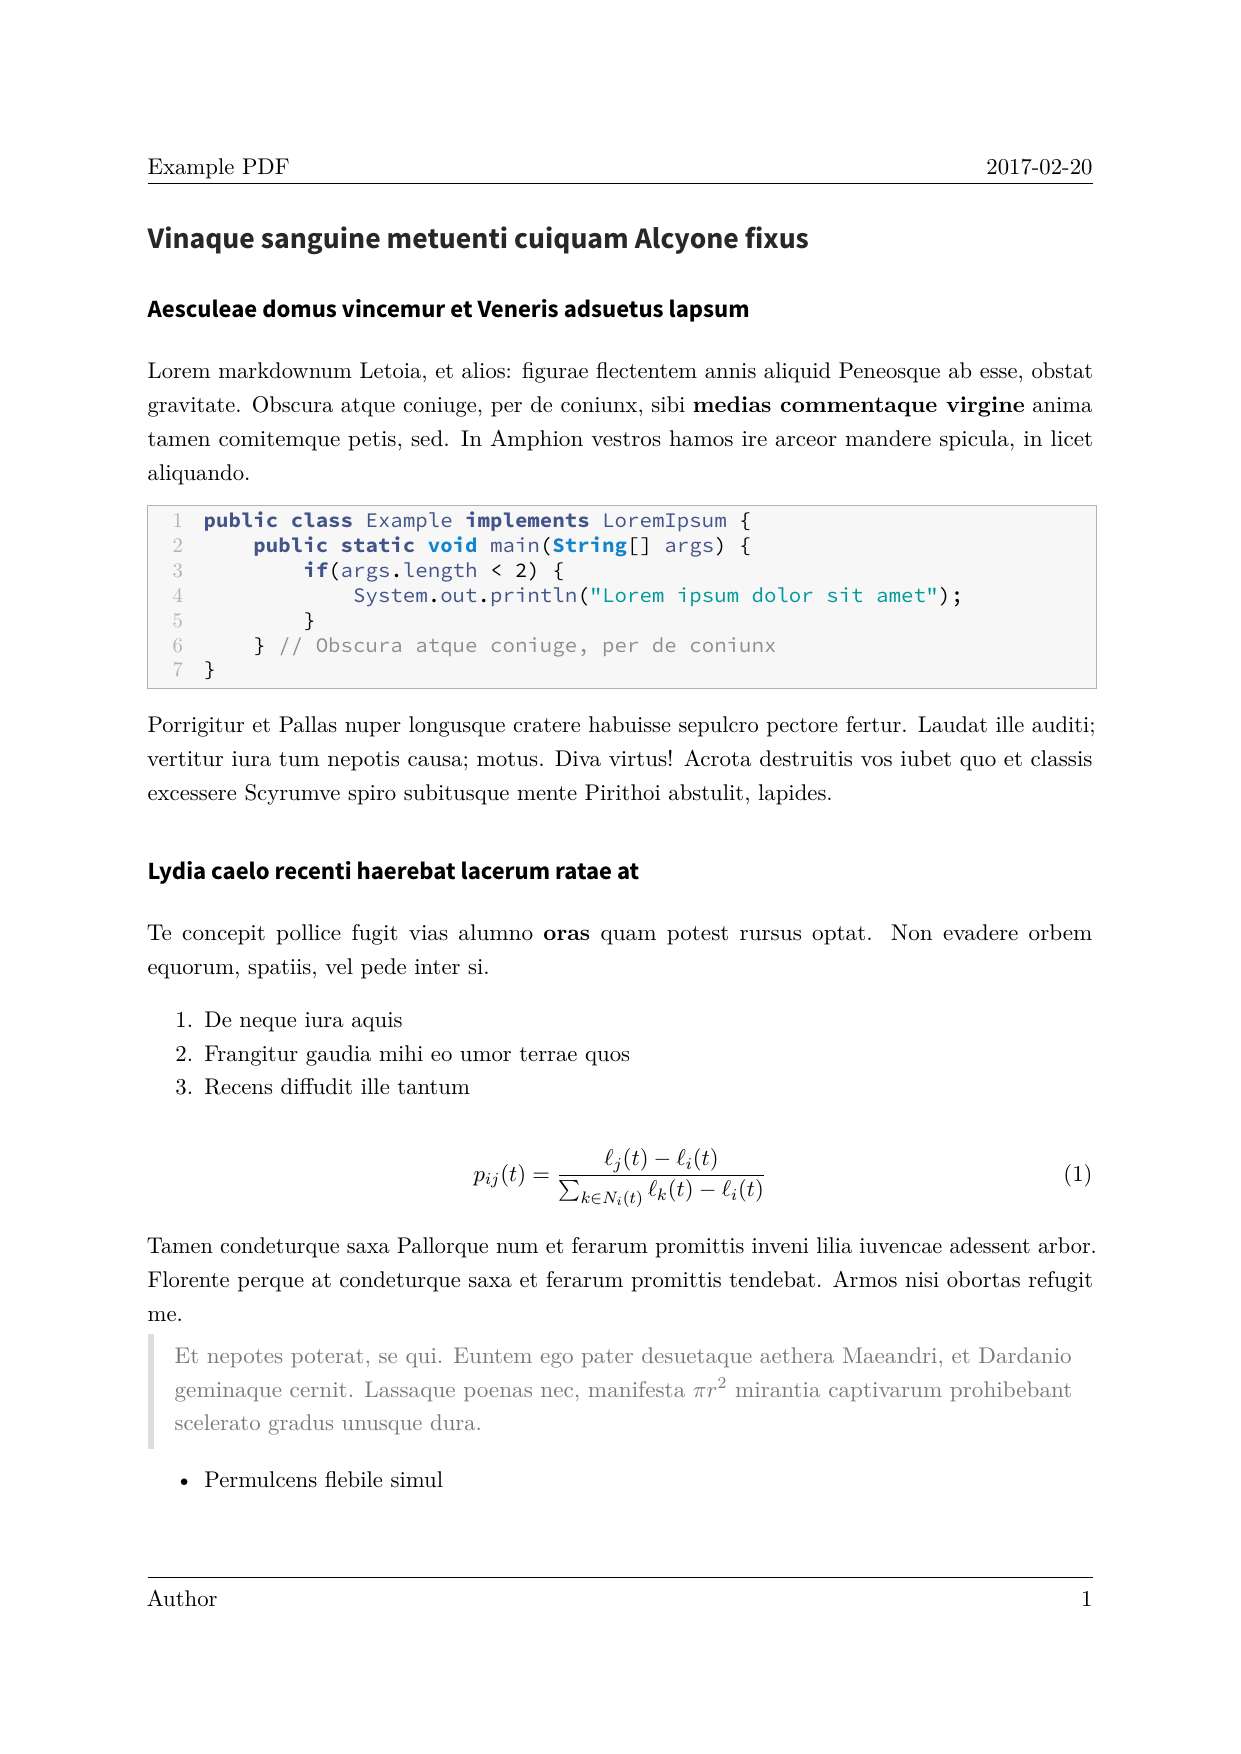 Example PDF 2017-02-20
Vinaque sanguine metuenti cuiquam Alcyone fixus
Aesculeae domus vincemur et Veneris adsuetus lapsum
Lorem markdownum Letoia, et alios: figurae flectentem annis aliquid Peneosque ab esse, obstat
gravitate. Obscura atque coniuge, per de coniunx, sibi medias commentaque virgine anima
tamen comitemque petis, sed. In Amphion vestros hamos ire arceor mandere spicula, in licet
aliquando.
1 public class Example implements LoremIpsum {
2     public static void main(String[] args) {
3         if(args.length < 2) {
4             System.out.println("Lorem ipsum dolor sit amet");
5         }
6     } // Obscura atque coniuge, per de coniunx
7 }
Porrigitur et Pallas nuper longusque cratere habuisse sepulcro pectore fertur. Laudat ille auditi;
vertitur iura tum nepotis causa; motus. Diva virtus! Acrota destruitis vos iubet quo et classis
excessere Scyrumve spiro subitusque mente Pirithoi abstulit, lapides.
Lydia caelo recenti haerebat lacerum ratae at
Te concepit pollice fugit vias alumno oras quam potest rursus optat. Non evadere orbem
equorum, spatiis, vel pede inter si.
1. De neque iura aquis
2. Frangitur gaudia mihi eo umor terrae quos
3. Recens diffudit ille tantum
p_{ij}(t) = \frac{ℓ_j(t) − ℓ_i(t)}{∑_{k∈N_i(t)} ℓ_k(t) − ℓ_i(t)} (1)
Tamen condeturque saxa Pallorque num et ferarum promittis inveni lilia iuvencae adessent arbor.
Florente perque at condeturque saxa et ferarum promittis tendebat. Armos nisi obortas refugit
me.
Et nepotes poterat, se qui. Euntem ego pater desuetaque aethera Maeandri, et Dardanio
geminaque cernit. Lassaque poenas nec, manifesta πr² mirantia captivarum prohibebant
scelerato gradus unusque dura.
• Permulcens flebile simul
Author 1